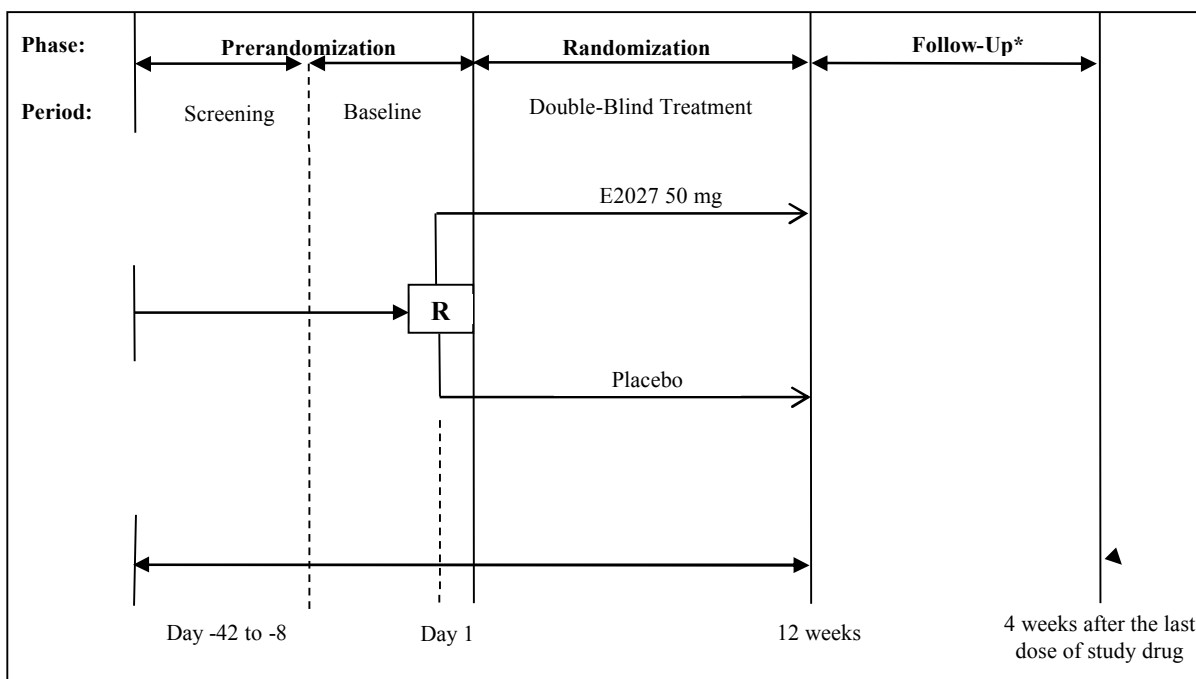 Phase:
Prerandomization
Randomization
Follow-Up*
Period:
Screening
Baseline
Double-Blind Treatment
E2027 50 mg
R
Placebo
Day -42 to -8
Day 1
12 weeks
4 weeks after the last
dose of study drug